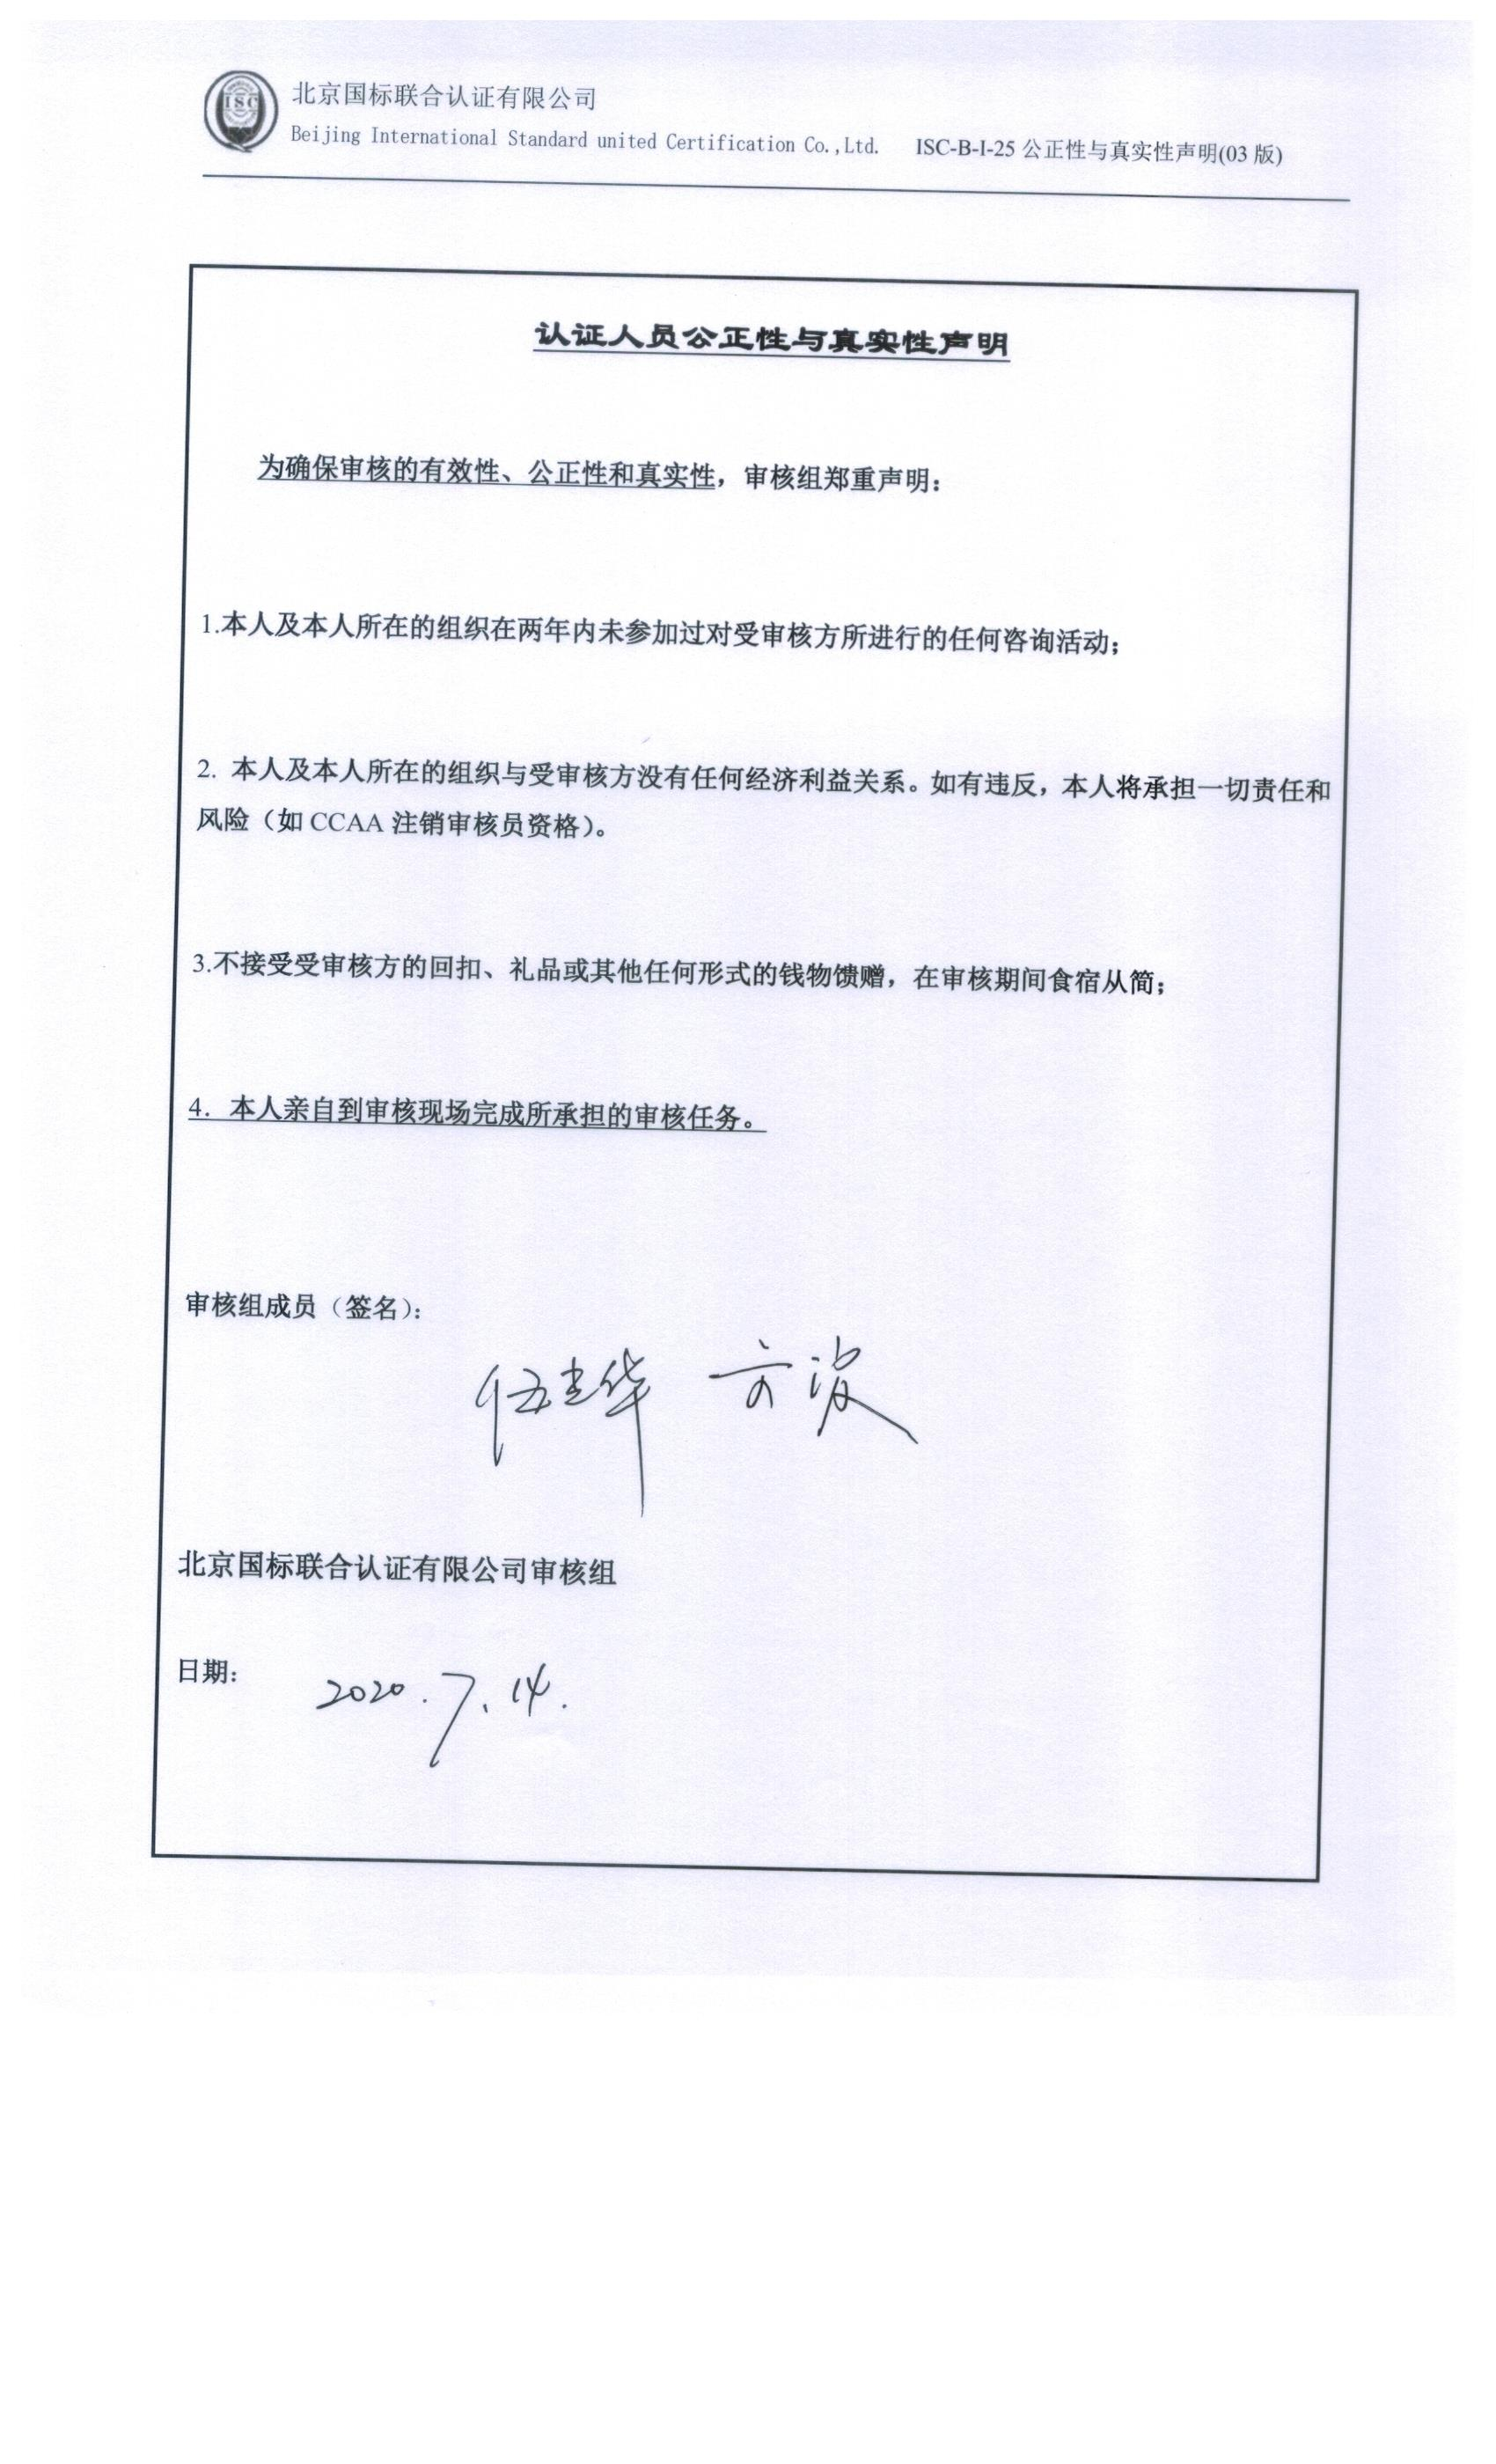 ISC
北京国标联合认证有限公司
Beijing International Standard united Certification Co.,Ltd. ISC-B-I-25 公正性与真实性声明(03 版)
认证人员公正性与真实性声明
为确保审核的有效性、公正性和真实性，审核组郑重声明：
1.本人及本人所在的组织在两年内未参加过对受审核方所进行的任何咨询活动；
2. 本人及本人所在的组织与受审核方没有任何经济利益关系。如有违反，本人将承担一切责任和
风险（如 CCAA 注销审核员资格）。
3.不接受受审核方的回扣、礼品或其他任何形式的钱物馈赠，在审核期间食宿从简；
4. 本人亲自到审核现场完成所承担的审核任务。
审核组成员（签名）：
伍建华
北京国标联合认证有限公司审核组
日期：
2020.7.14.